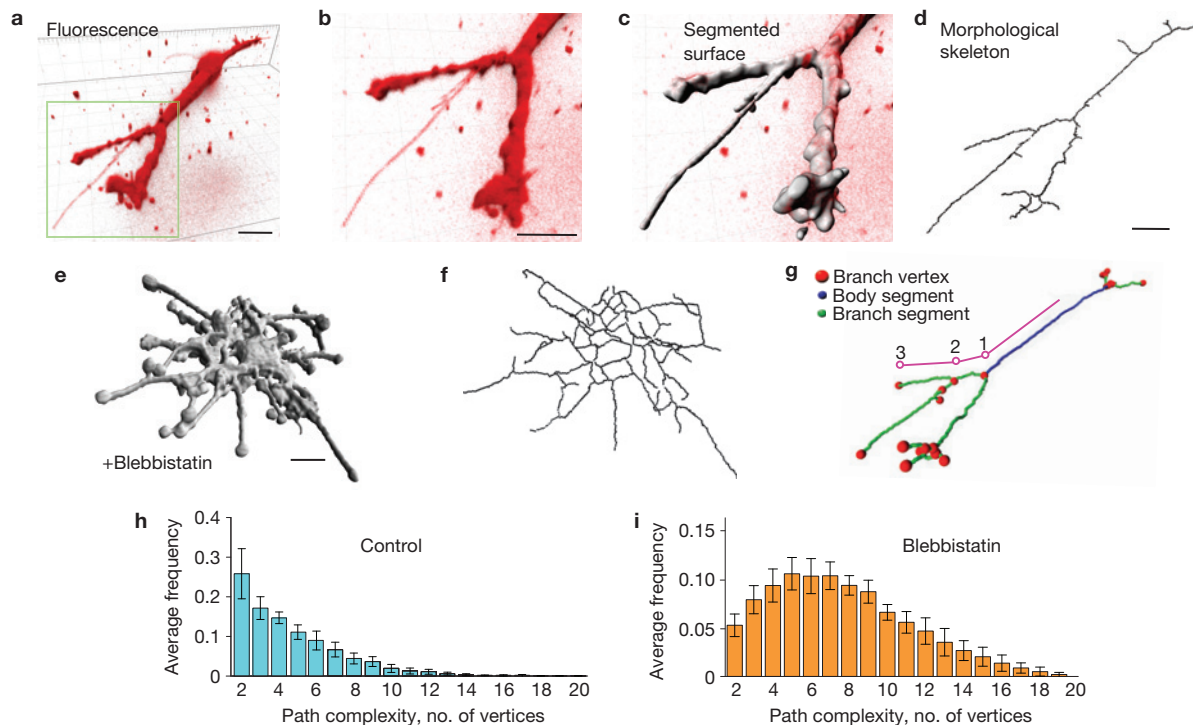 a
Fluorescence
b
c
Segmented
surface
d
Morphological
skeleton
e
+Blebbistatin
f
g
Branch vertex
Body segment
Branch segment
3
2
1
h
Control
Average frequency
0.4
0.3
0.2
0.1
0
2 4 6 8 10 12 14 16 18 20
Path complexity, no. of vertices
i
Blebbistatin
Average frequency
0.15
0.10
0.05
0
2 4 6 8 10 12 14 16 18 20
Path complexity, no. of vertices